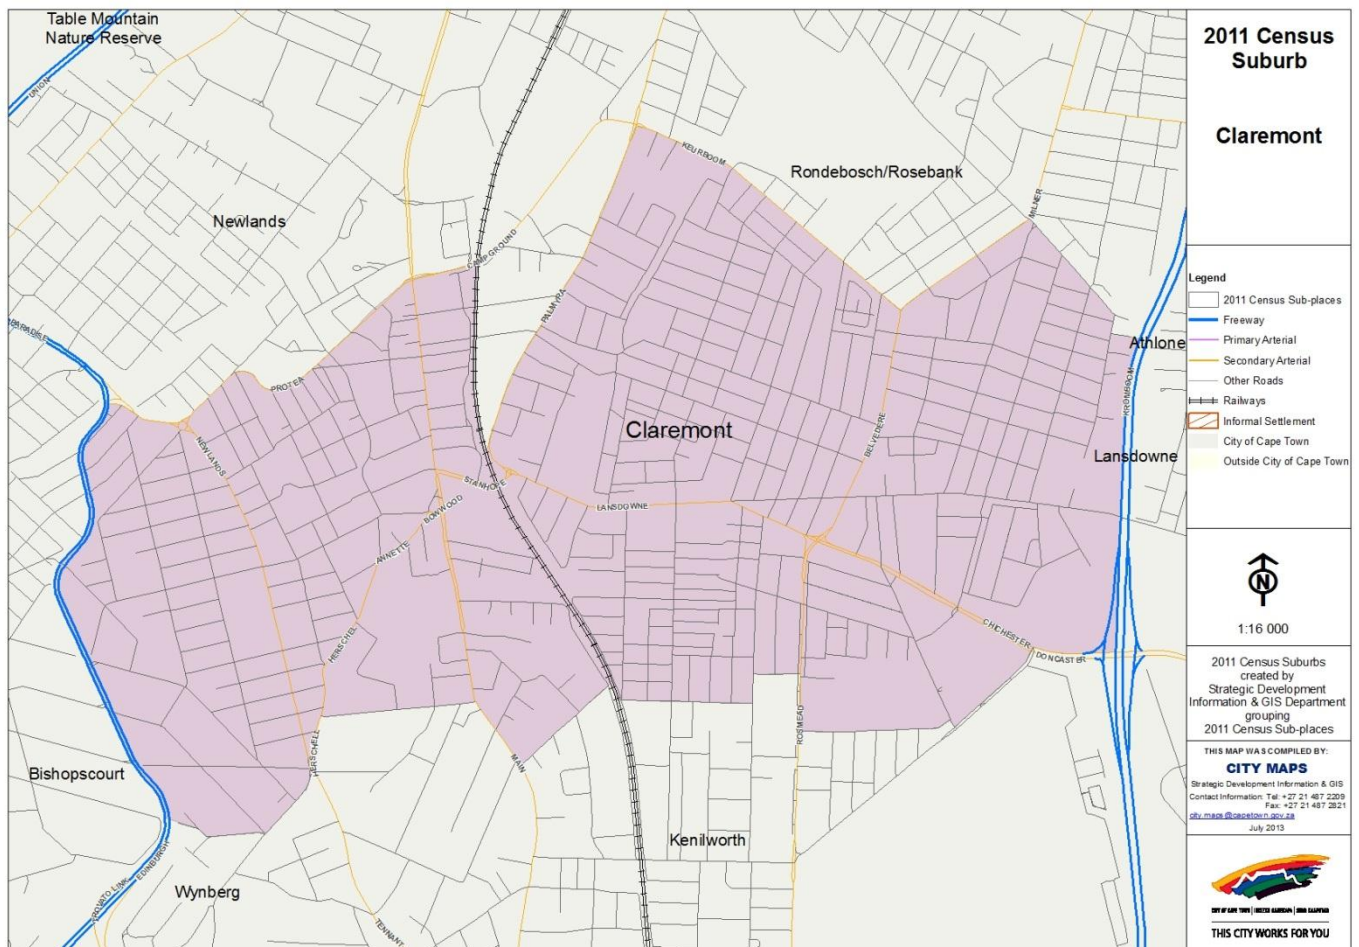 Table Mountain
Nature Reserve
UNION
Newlands
KEURBOOM
Rondebosch/Rosebank
MILNER
CAMP GROUND
PALMYRA
PARADISE
PROTEA
Athlone
KROMBOOM
Claremont
BELVEDERE
NEWLANDS
Lansdowne
STANHOPE
LANSDOWNE
BOWWOOD
ANNETTE
HERSCHEL
CHICHESTER
DONCASTER
ROSMEAD
HERSCHELL
MAIN
Bishopscourt
Kenilworth
EDINBURGH
Wynberg
TENNANT
2011 Census
Suburb
Claremont
Legend
2011 Census Sub-places
Freeway
Primary Arterial
Secondary Arterial
Other Roads
Railways
Informal Settlement
City of Cape Town
Outside City of Cape Town
N
1:16 000
2011 Census Suburbs
created by
Strategic Development
Information & GIS Department
grouping
2011 Census Sub-places
THIS MAP WAS COMPILED BY:
CITY MAPS
Strategic Development Information & GIS
Contact Information: Tel: +27 21 487 2209
Fax: +27 21 487 2821
city.maps@capetown.gov.za
July 2013
THIS CITY WORKS FOR YOU